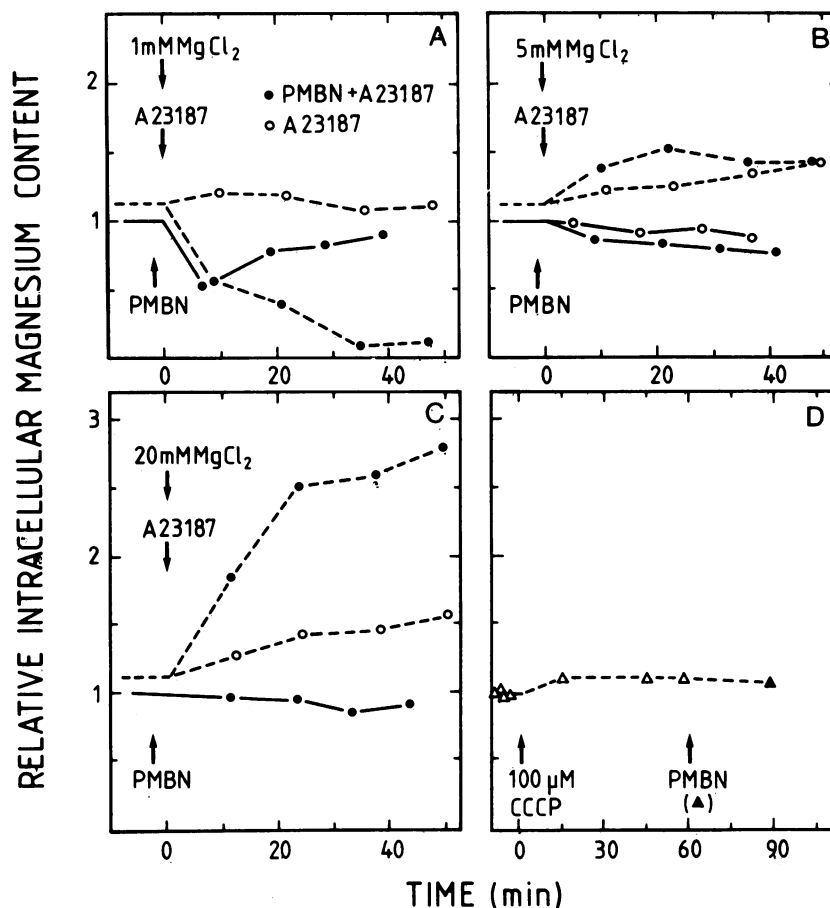 RELATIVE INTRACELLULAR MAGNESIUM CONTENT
A
1mMMgCl₂
A23187
PMBN+A23187
A23187
PMBN
2
1
0
20
40
B
5mMMgCl₂
A23187
PMBN
0
20
40
C
20mMMgCl₂
A23187
PMBN
3
2
1
0
20
40
D
100 µM
CCCP
PMBN
(▲)
0
30
60
90
TIME (min)